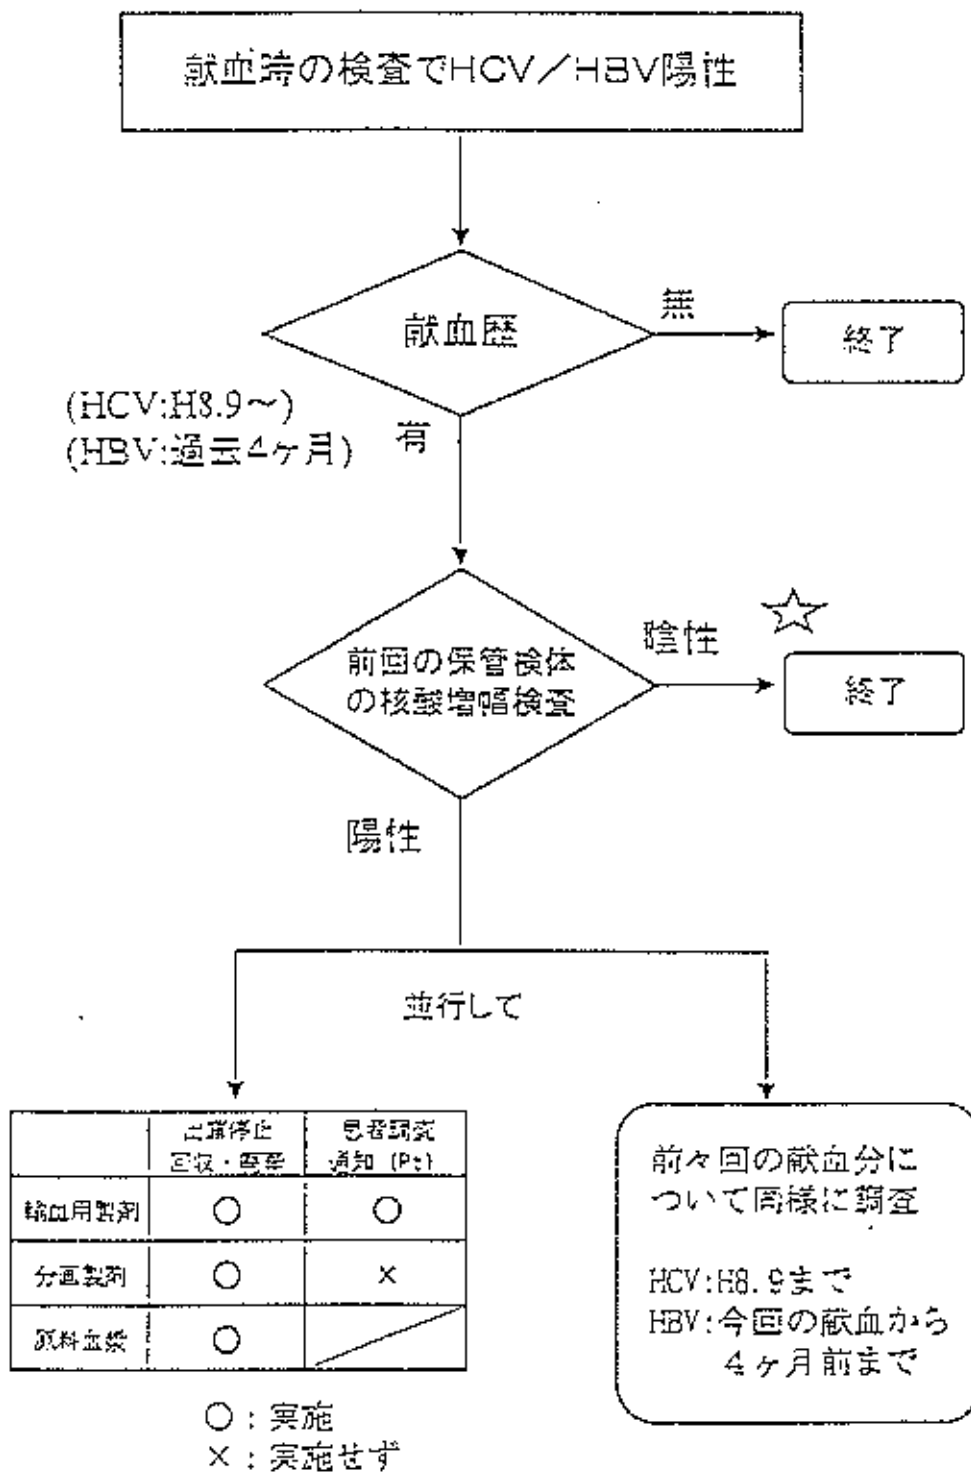 献血時の検査でHCV／HBV陽性
献血歴
無
終了
(HCV:H8.9～)
(HBV:過去4ヶ月)
有
前回の保管検体
の核酸増幅検査
陰性
☆
終了
陽性
並行して
出庫停止
回収・廃棄
患者調査
通知 (Pt)
輸血用製剤
○
○
分画製剤
○
×
原料血漿
○
前々回の献血分に
ついて同様に調査
HCV:H8.9まで
HBV:今回の献血から
4ヶ月前まで
○：実施
×：実施せず